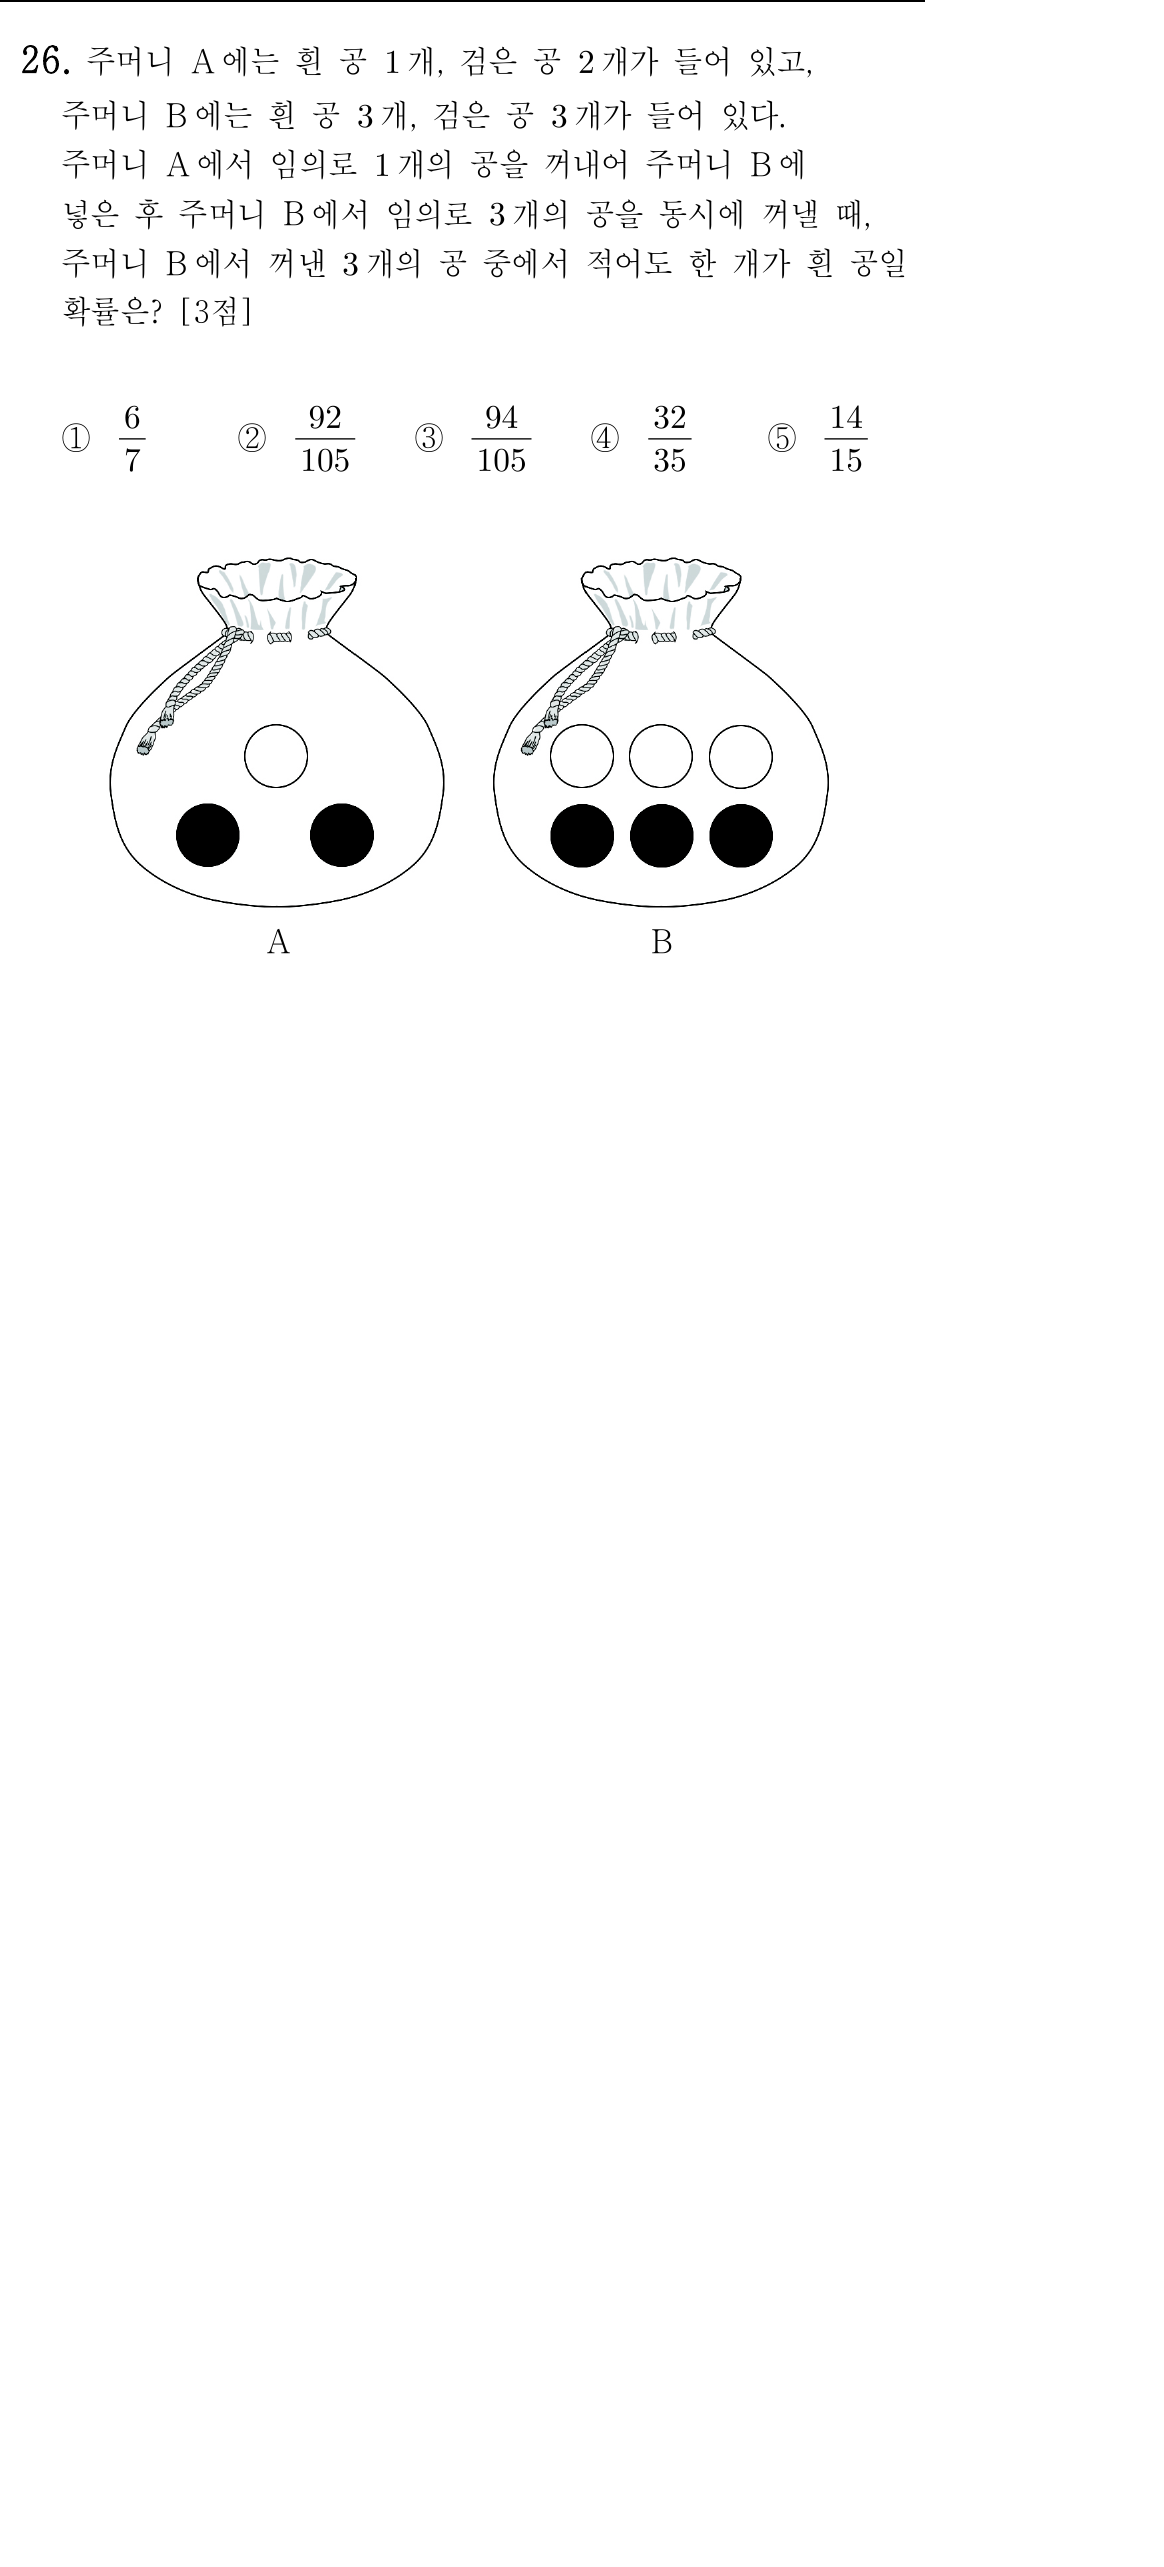 26. 주머니 A에는 흰 공 1개, 검은 공 2개가 들어 있고,
주머니 B에는 흰 공 3개, 검은 공 3개가 들어 있다.
주머니 A에서 임의로 1개의 공을 꺼내어 주머니 B에
넣은 후 주머니 B에서 임의로 3개의 공을 동시에 꺼낼 때,
주머니 B에서 꺼낸 3개의 공 중에서 적어도 한 개가 흰 공일
확률은? [3점]
① 6/7 ② 92/105 ③ 94/105 ④ 32/35 ⑤ 14/15
A B